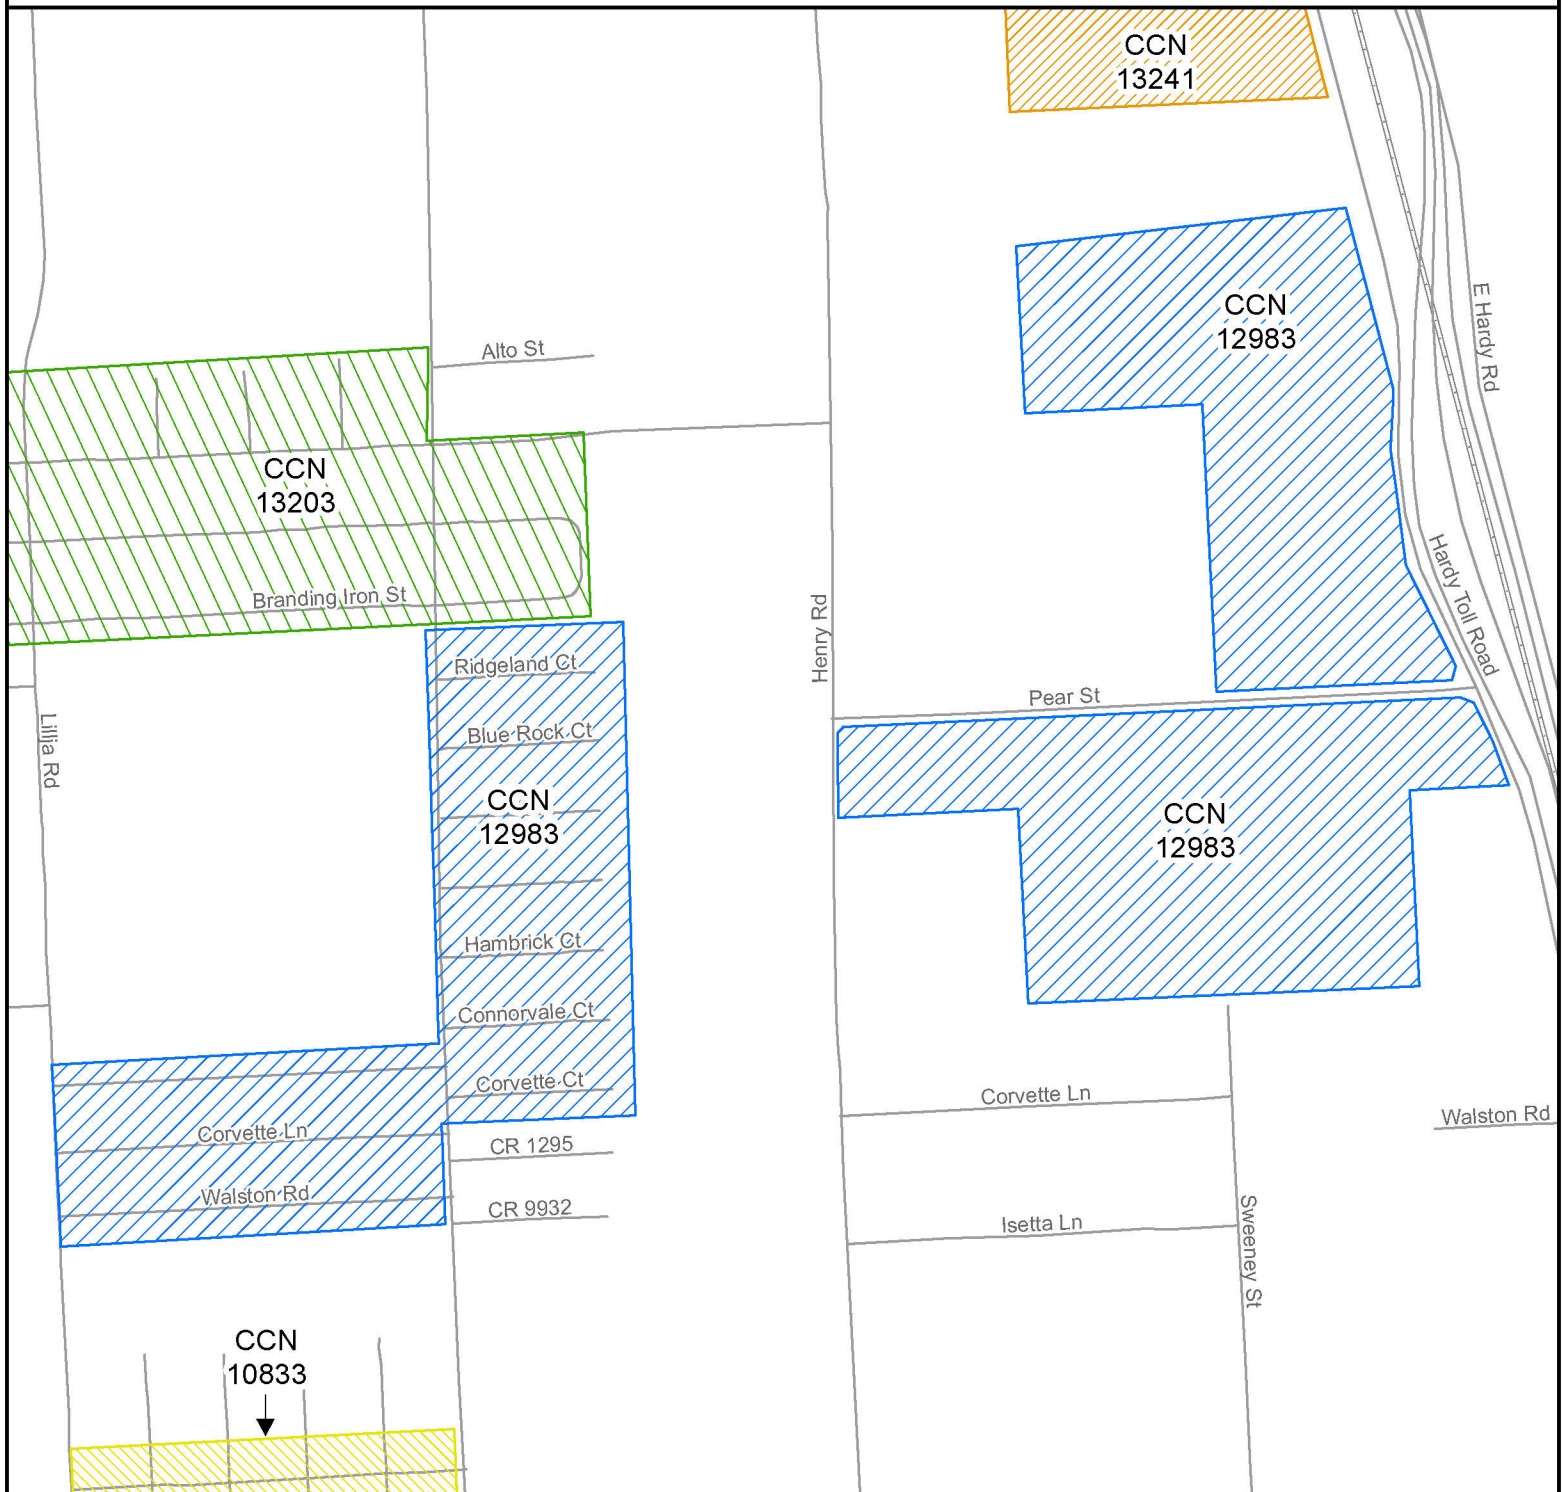 CCN
13241
CCN
12983
E Hardy Rd
Alto St
CCN
13203
Branding Iron St
Hardy Toll Road
Henry Rd
Ridgeland Ct
Pear St
Lillja Rd
Blue Rock Ct
CCN
12983
CCN
12983
Hambrick Ct
Connorvale Ct
Corvette Ct
Corvette Ln
Walston Rd
Corvette Ln
CR 1295
Walston Rd
CR 9932
Isetta Ln
Sweeney St
CCN
10833